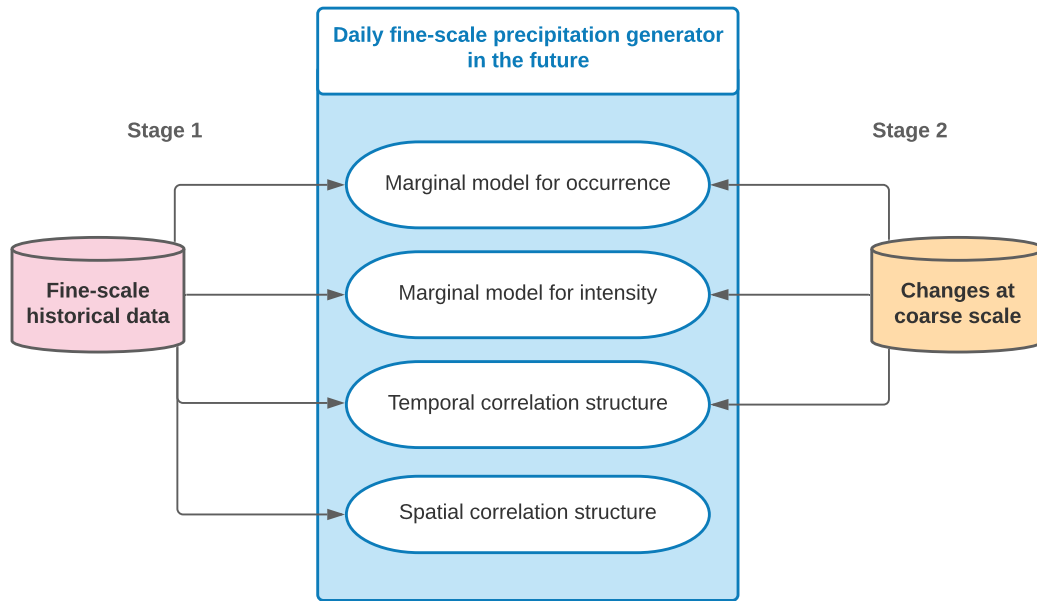 Daily fine-scale precipitation generator
in the future
Stage 1
Stage 2
Marginal model for occurrence
Marginal model for intensity
Fine-scale
historical data
Changes at
coarse scale
Temporal correlation structure
Spatial correlation structure